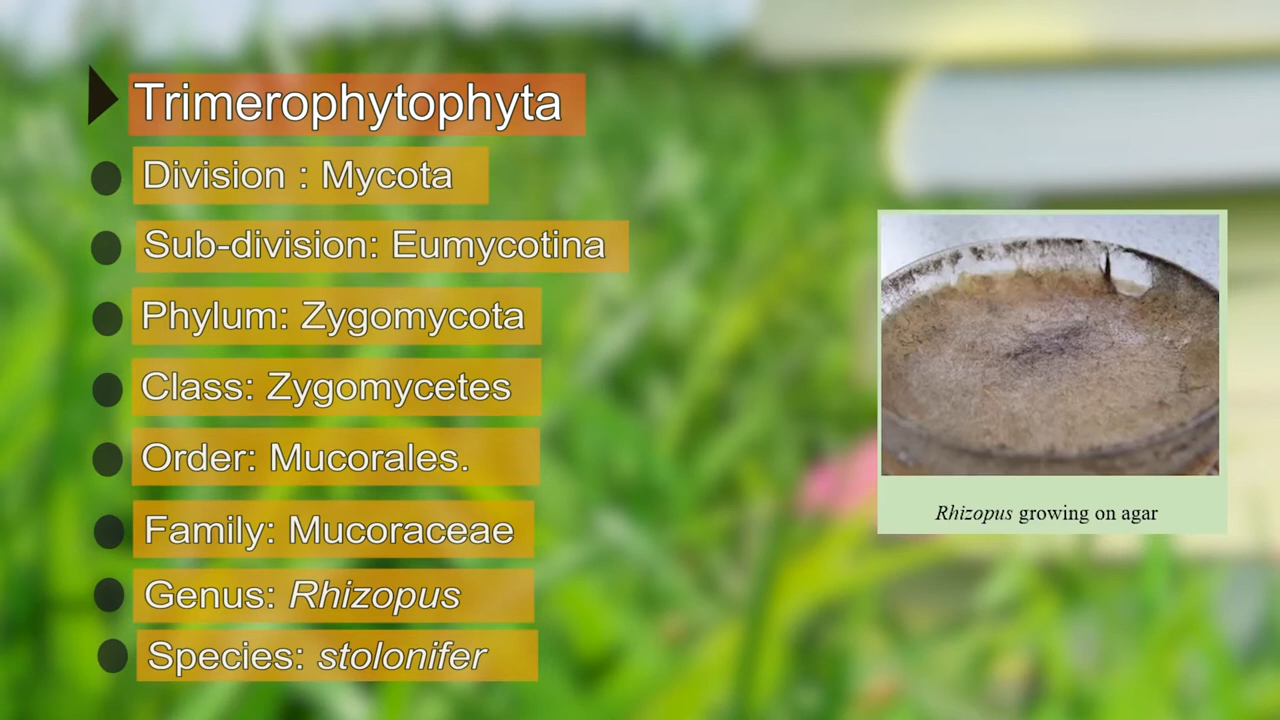 Trimerophytophyta
Division : Mycota
Sub-division: Eumycotina
Phylum: Zygomycota
Class: Zygomycetes
Order: Mucorales.
Family: Mucoraceae
Genus: Rhizopus
Species: stolonifer
Rhizopus growing on agar